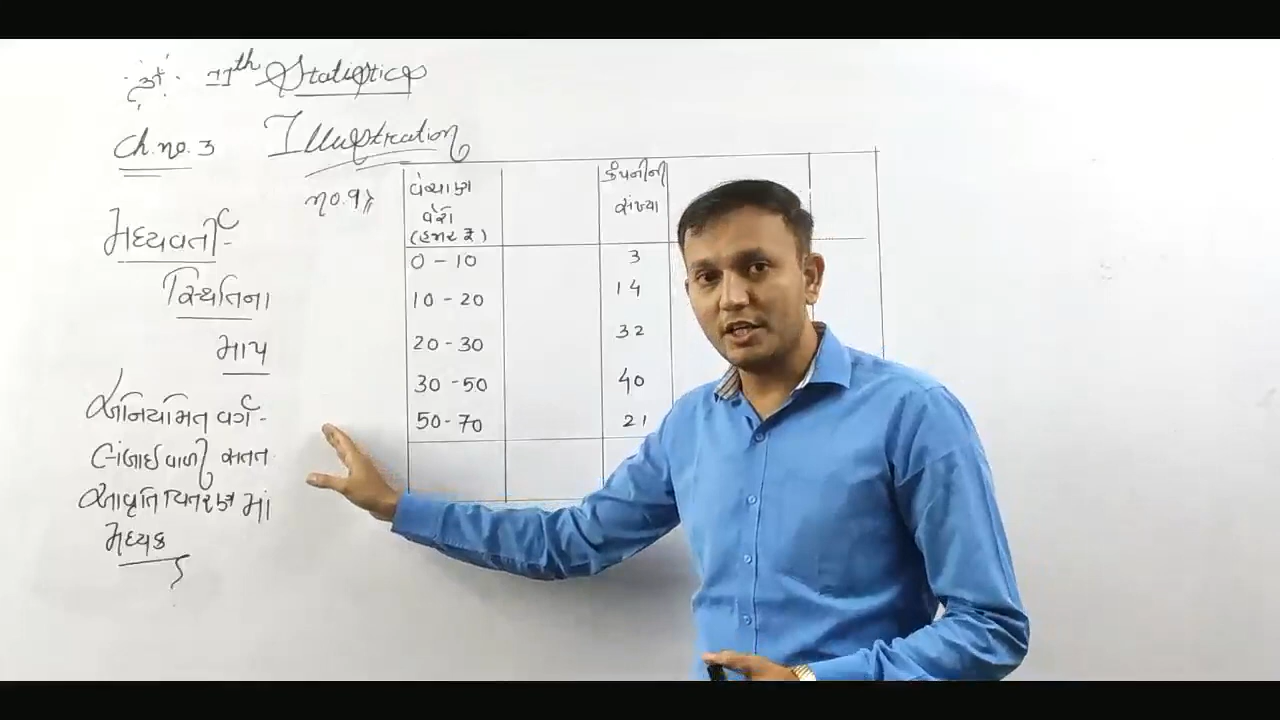 ૐ 11th Statistics
Ch. no. 3 Illustration
no. 9
મધ્યવર્તી-
સ્થિતિના
માપ
અનિયમિત વર્ગ-
લંબાઈવાળી સતત
આવૃતિ વિતરણ માં
મધ્યક
વેચાણ વેરો (હજાર ₹) કંપનીની સંખ્યા
0 - 10 3
10 - 20 14
20 - 30 32
30 - 50 40
50 - 70 21